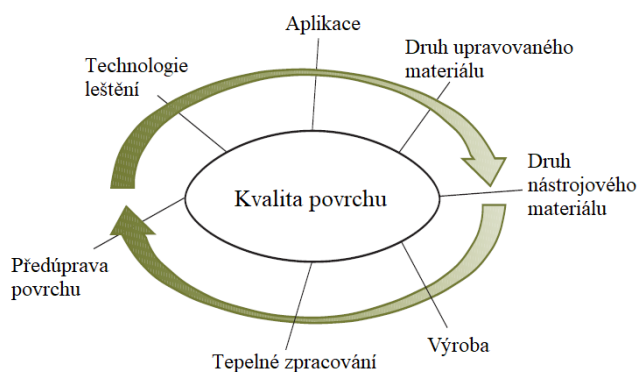 Aplikace
Druh upravovaného
materiálu
Technologie
leštění
Druh
nástrojového
materiálu
Kvalita povrchu
Předúprava
povrchu
Výroba
Tepelné zpracování